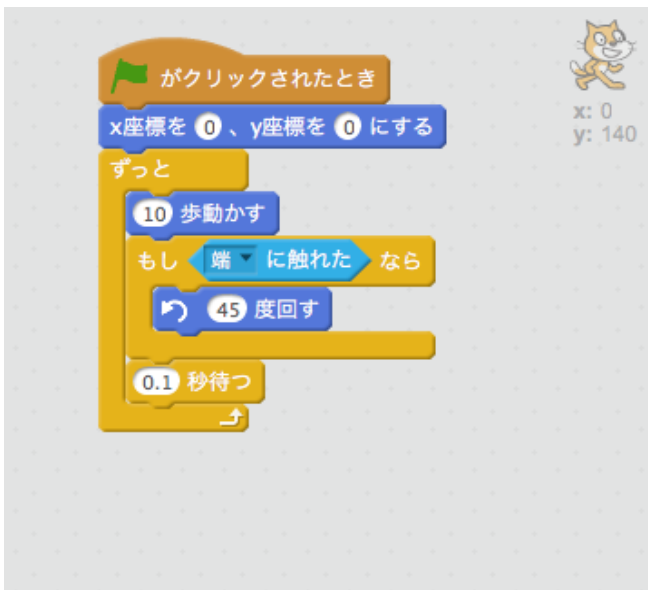 がクリックされたとき
x座標を 0 、y座標を 0 にする
ずっと
10 歩動かす
もし 端 に触れた なら
45 度回す
0.1 秒待つ
x: 0
y: 140